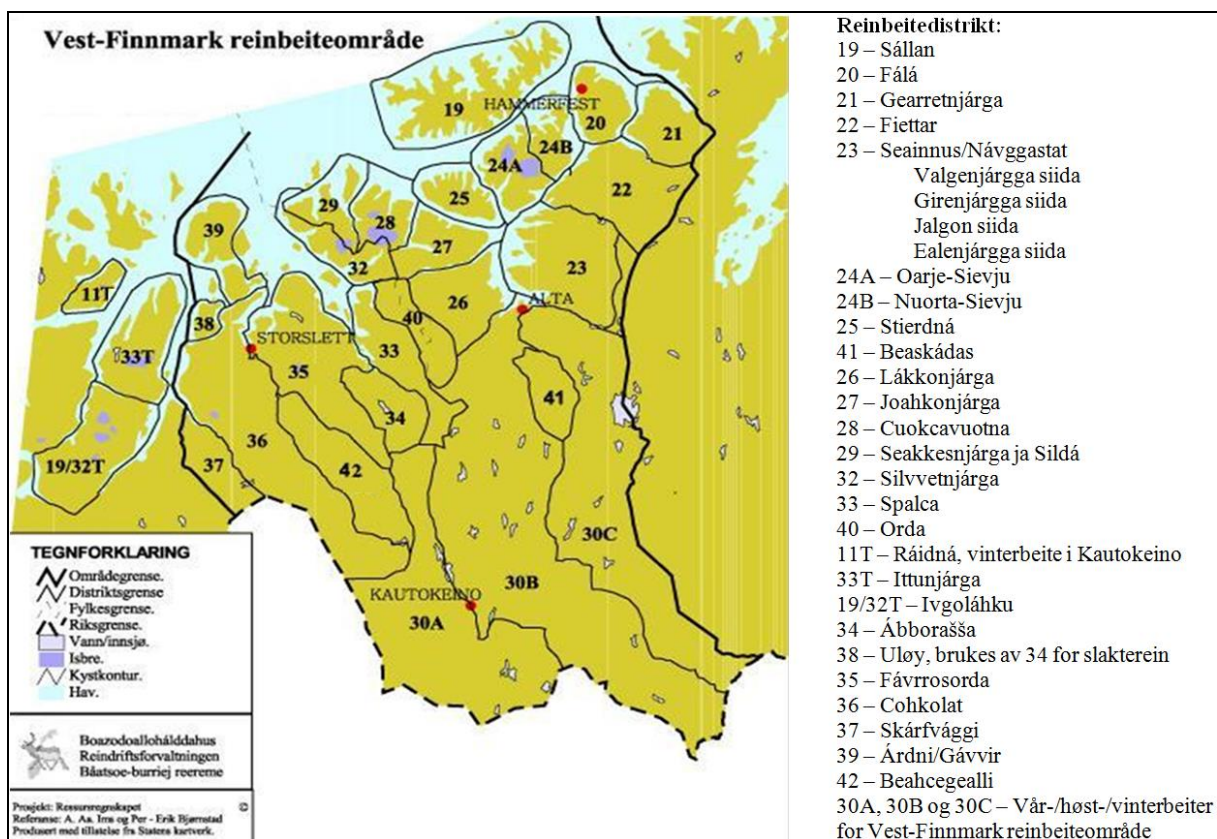 Vest-Finnmark reinbeiteområde
19
HAMMERFEST
20
21
24B
24A
22
25
29
28
39
27
23
32
11T
26
ALTA
38
40
STORSLETT
33T
33
35
41
34
36
19/32T
37
42
30C
30B
KAUTOKEINO
30A
TEGNFORKLARING
Områdegrense.
Distriktsgrense
Fylkesgrense.
Riksgrense.
Vann/innsjø.
Isbre.
Kystkontur.
Hav.
Boazodoallohálddahus
Reindriftsforvaltningen
Båatsoe-burriej reereme
Prosjekt: Ressursregnskapet ©
Referanse: A. Aa. Ims og Per - Erik Bjørnstad
Produsert med tillatelse fra Statens kartverk.
Reinbeitedistrikt:
19 – Sállan
20 – Fálá
21 – Gearretnjárga
22 – Fiettar
23 – Seainnus/Návggastat
Valgenjárgga siida
Girenjárgga siida
Jalgon siida
Ealenjárgga siida
24A – Oarje-Sievju
24B – Nuorta-Sievju
25 – Stierdná
41 – Beaskádas
26 – Lákkonjárga
27 – Joahkonjárga
28 – Cuokcavuotna
29 – Seakkesnjárga ja Sildá
32 – Silvvetnjárga
33 – Spalca
40 – Orda
11T – Ráidná, vinterbeite i Kautokeino
33T – Ittunjárga
19/32T – Ivgoláhku
34 – Ábborašša
38 – Uløy, brukes av 34 for slakterein
35 – Fávrrosorda
36 – Cohkolat
37 – Skárfvággi
39 – Árdni/Gávvir
42 – Beahcegealli
30A, 30B og 30C – Vår-/høst-/vinterbeiter
for Vest-Finnmark reinbeiteområde